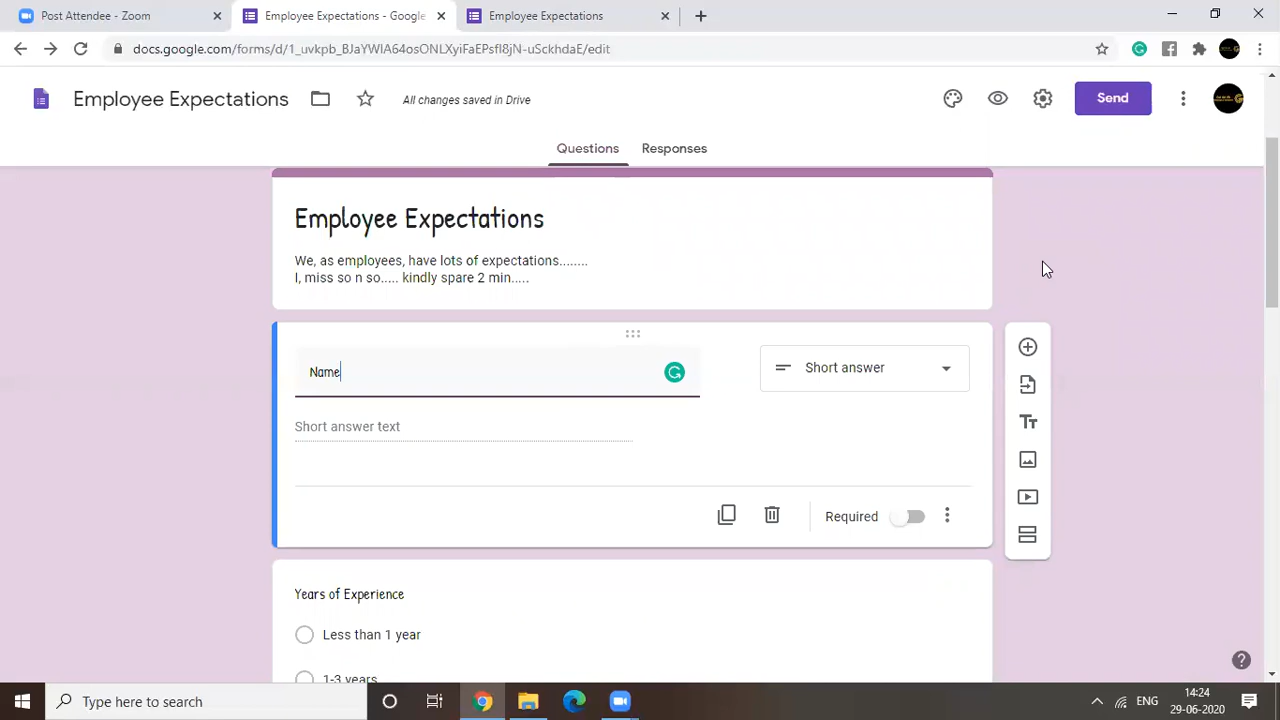 Post Attendee - Zoom
Employee Expectations - Google
Employee Expectations
docs.google.com/forms/d/1_uvkpb_BJaYWlA64osONLXyiFaEPsfl8jN-uSckhdaE/edit
Employee Expectations
All changes saved in Drive
Send
Questions
Responses
Employee Expectations
We, as employees, have lots of expectations........
I, miss so n so..... kindly spare 2 min.....
Name
Short answer
Short answer text
Required
Years of Experience
Less than 1 year
1-3 years
Type here to search
ENG
14:24
29-06-2020